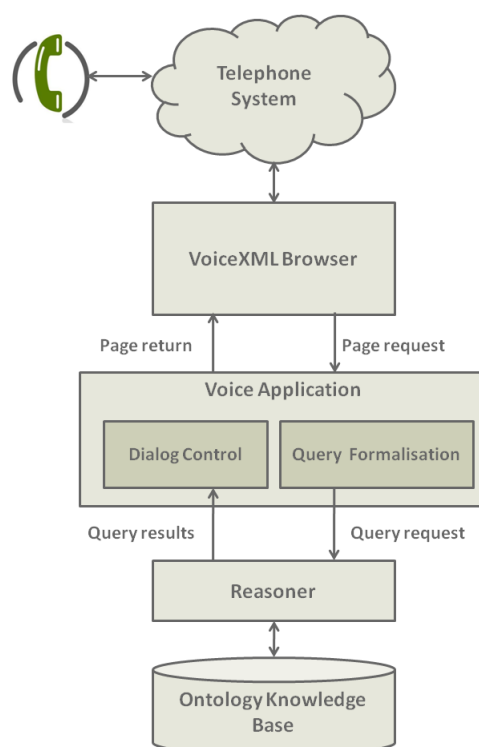 Telephone
System
VoiceXML Browser
Page return
Page request
Voice Application
Dialog Control
Query Formalisation
Query results
Query request
Reasoner
Ontology Knowledge
Base